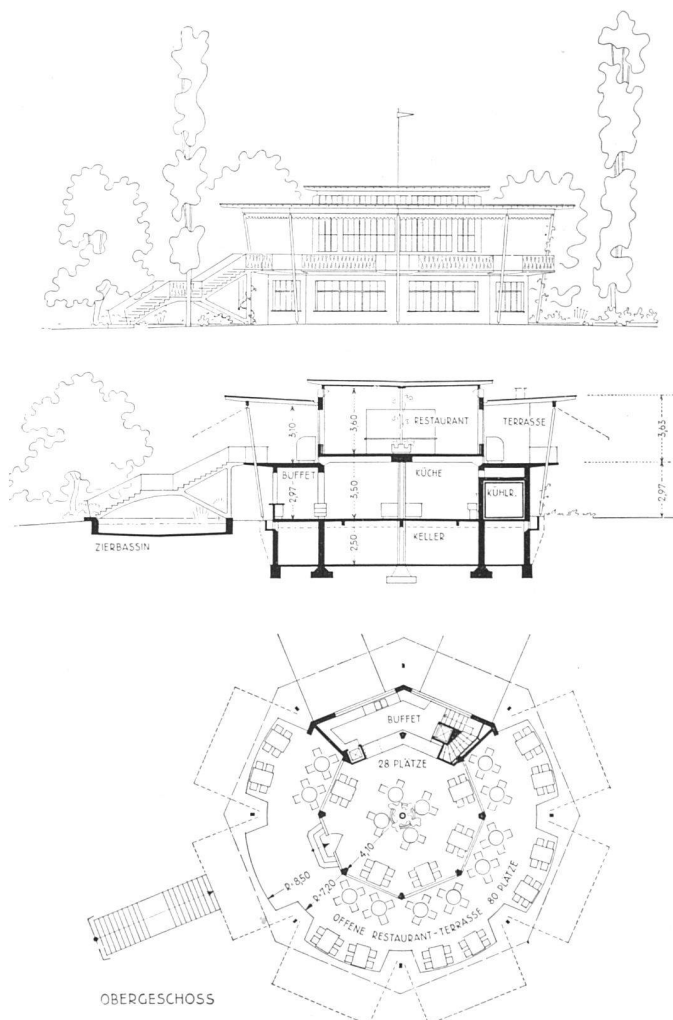 3,10
3,60
RESTAURANT
TERRASSE
3,63
BUFFET
2,97
3,50
KÜCHE
KÜHLR.
2,97
ZIERBASSIN
2,50
KELLER
BUFFET
28 PLÄTZE
4,10
R=8,50
R=7,20
OFFENE RESTAURANT-TERRASSE 80 PLÄTZE
OBERGESCHOSS